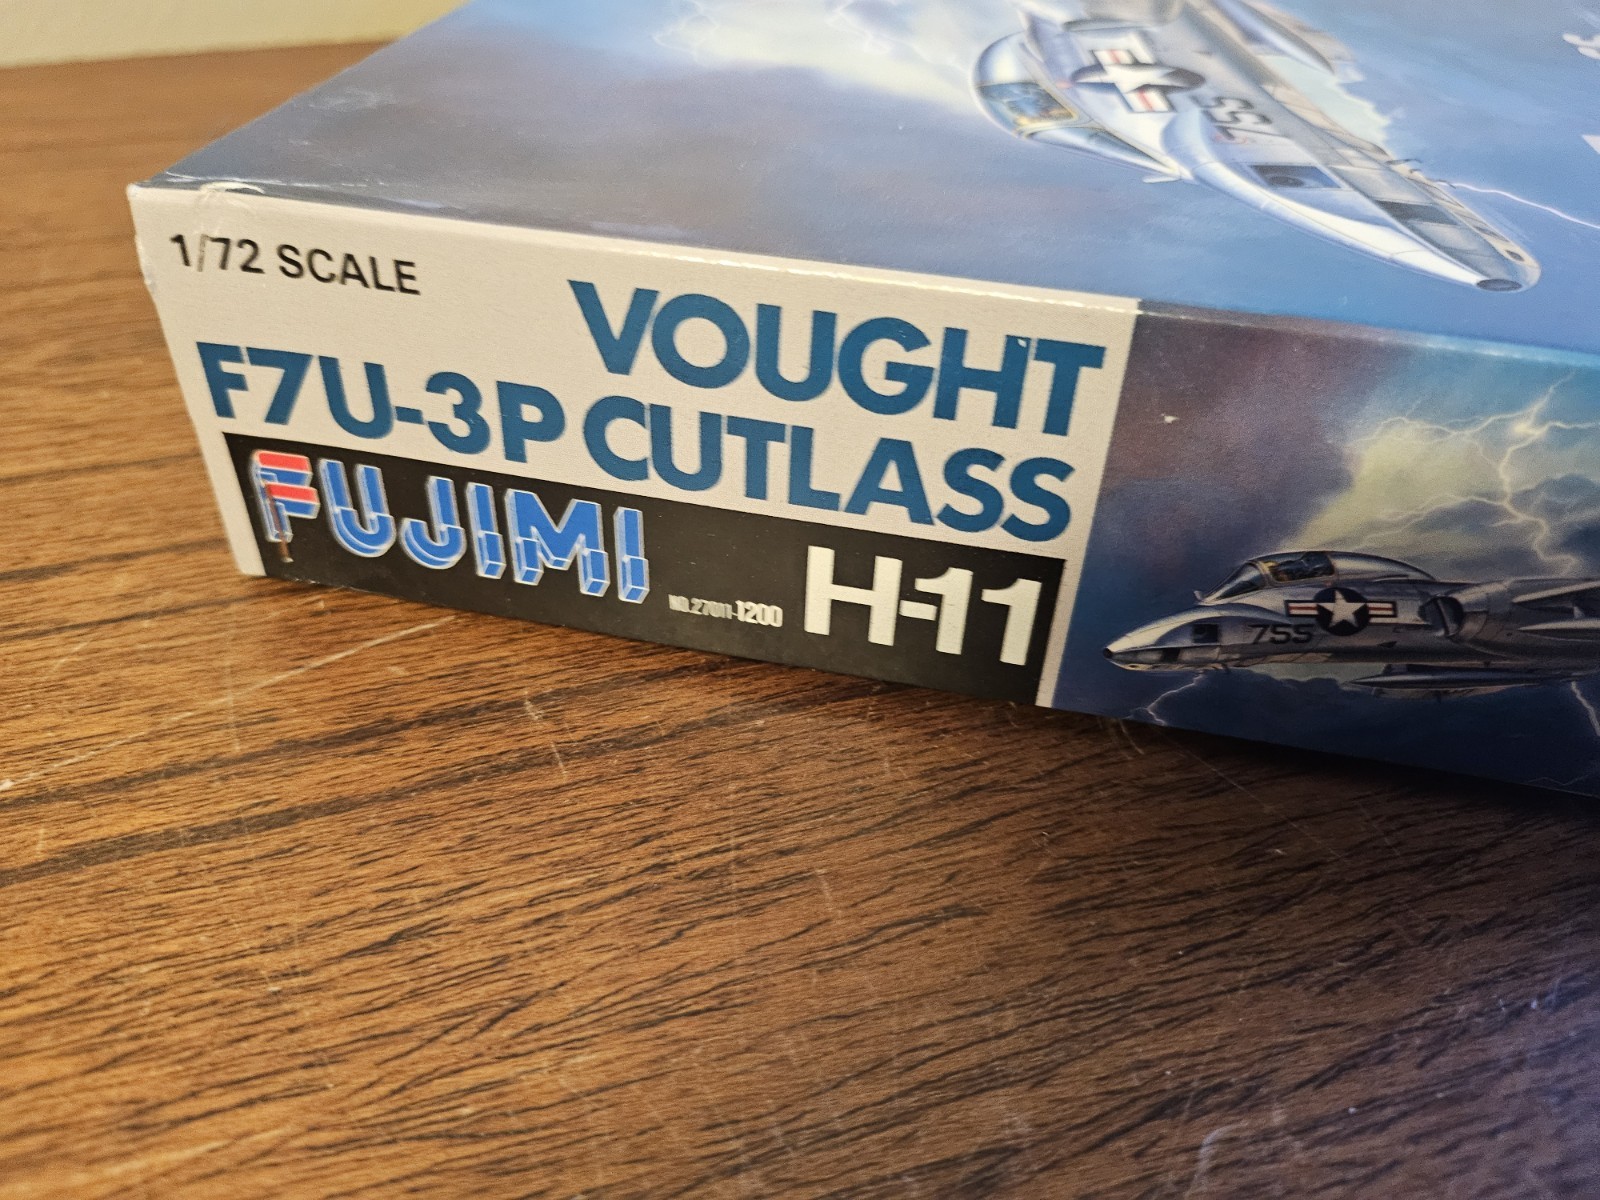 755
1/72 SCALE
VOUGHT
F7U-3P CUTLASS
FUJIMI
NO.27011-1200
H-11
755